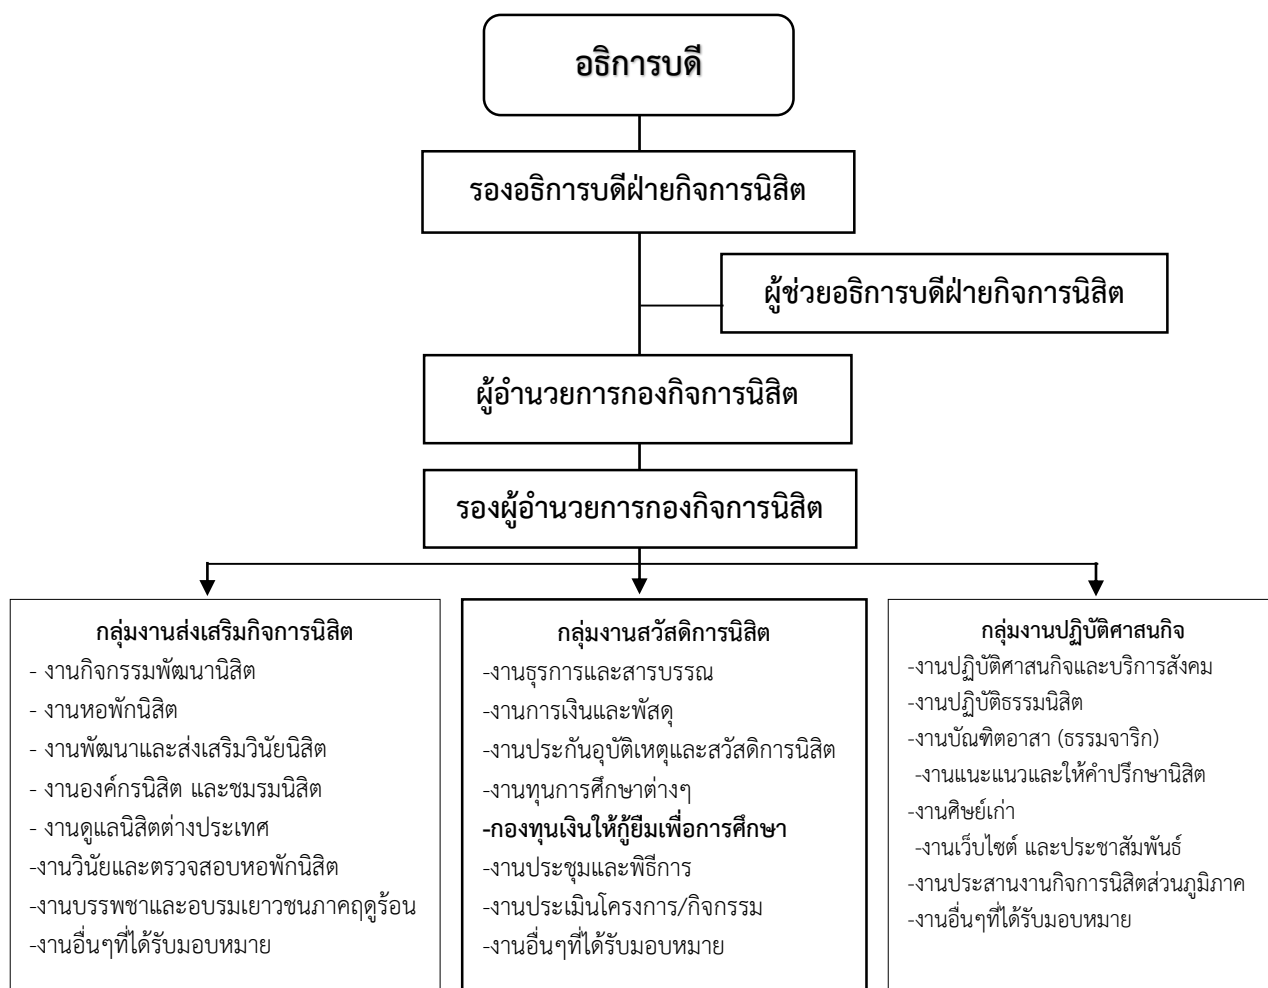 อธิการบดี
รองอธิการบดีฝ่ายกิจการนิสิต
ผู้ช่วยอธิการบดีฝ่ายกิจการนิสิต
ผู้อำนวยการกองกิจการนิสิต
รองผู้อำนวยการกองกิจการนิสิต
กลุ่มงานส่งเสริมกิจการนิสิต
- งานกิจกรรมพัฒนานิสิต
- งานหอพักนิสิต
- งานพัฒนาและส่งเสริมวินัยนิสิต
- งานองค์กรนิสิต และชมรมนิสิต
- งานดูแลนิสิตต่างประเทศ
-งานวินัยและตรวจสอบหอพักนิสิต
-งานบรรพชาและอบรมเยาวชนภาคฤดูร้อน
-งานอื่นๆที่ได้รับมอบหมาย
กลุ่มงานสวัสดิการนิสิต
-งานธุรการและสารบรรณ
-งานการเงินและพัสดุ
-งานประกันอุบัติเหตุและสวัสดิการนิสิต
-งานทุนการศึกษาต่างๆ
-กองทุนเงินให้กู้ยืมเพื่อการศึกษา
-งานประชุมและพิธีการ
-งานประเมินโครงการ/กิจกรรม
-งานอื่นๆที่ได้รับมอบหมาย
กลุ่มงานปฏิบัติศาสนกิจ
-งานปฏิบัติศาสนกิจและบริการสังคม
-งานปฏิบัติธรรมนิสิต
-งานบัณฑิตอาสา (ธรรมจาริก)
-งานแนะแนวและให้คำปรึกษานิสิต
-งานศิษย์เก่า
-งานเว็บไซต์ และประชาสัมพันธ์
-งานประสานงานกิจการนิสิตส่วนภูมิภาค
-งานอื่นๆที่ได้รับมอบหมาย